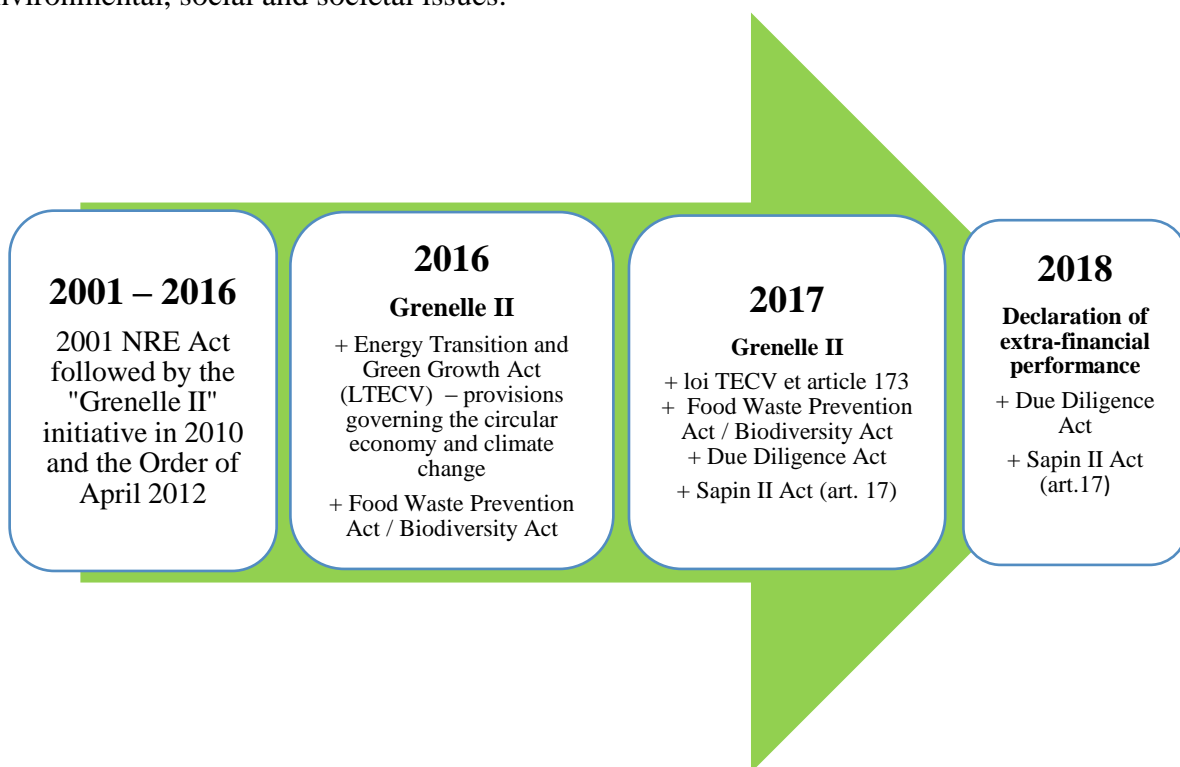 environmental, social and societal issues.
2001 – 2016
2001 NRE Act
followed by the
"Grenelle II"
initiative in 2010
and the Order of
April 2012
2016
Grenelle II
+ Energy Transition and
Green Growth Act
(LTECV) – provisions
governing the circular
economy and climate
change
+ Food Waste Prevention
Act / Biodiversity Act
2017
Grenelle II
+ loi TECV et article 173
+ Food Waste Prevention
Act / Biodiversity Act
+ Due Diligence Act
+ Sapin II Act (art. 17)
2018
Declaration of
extra-financial
performance
+ Due Diligence
Act
+ Sapin II Act
(art.17)